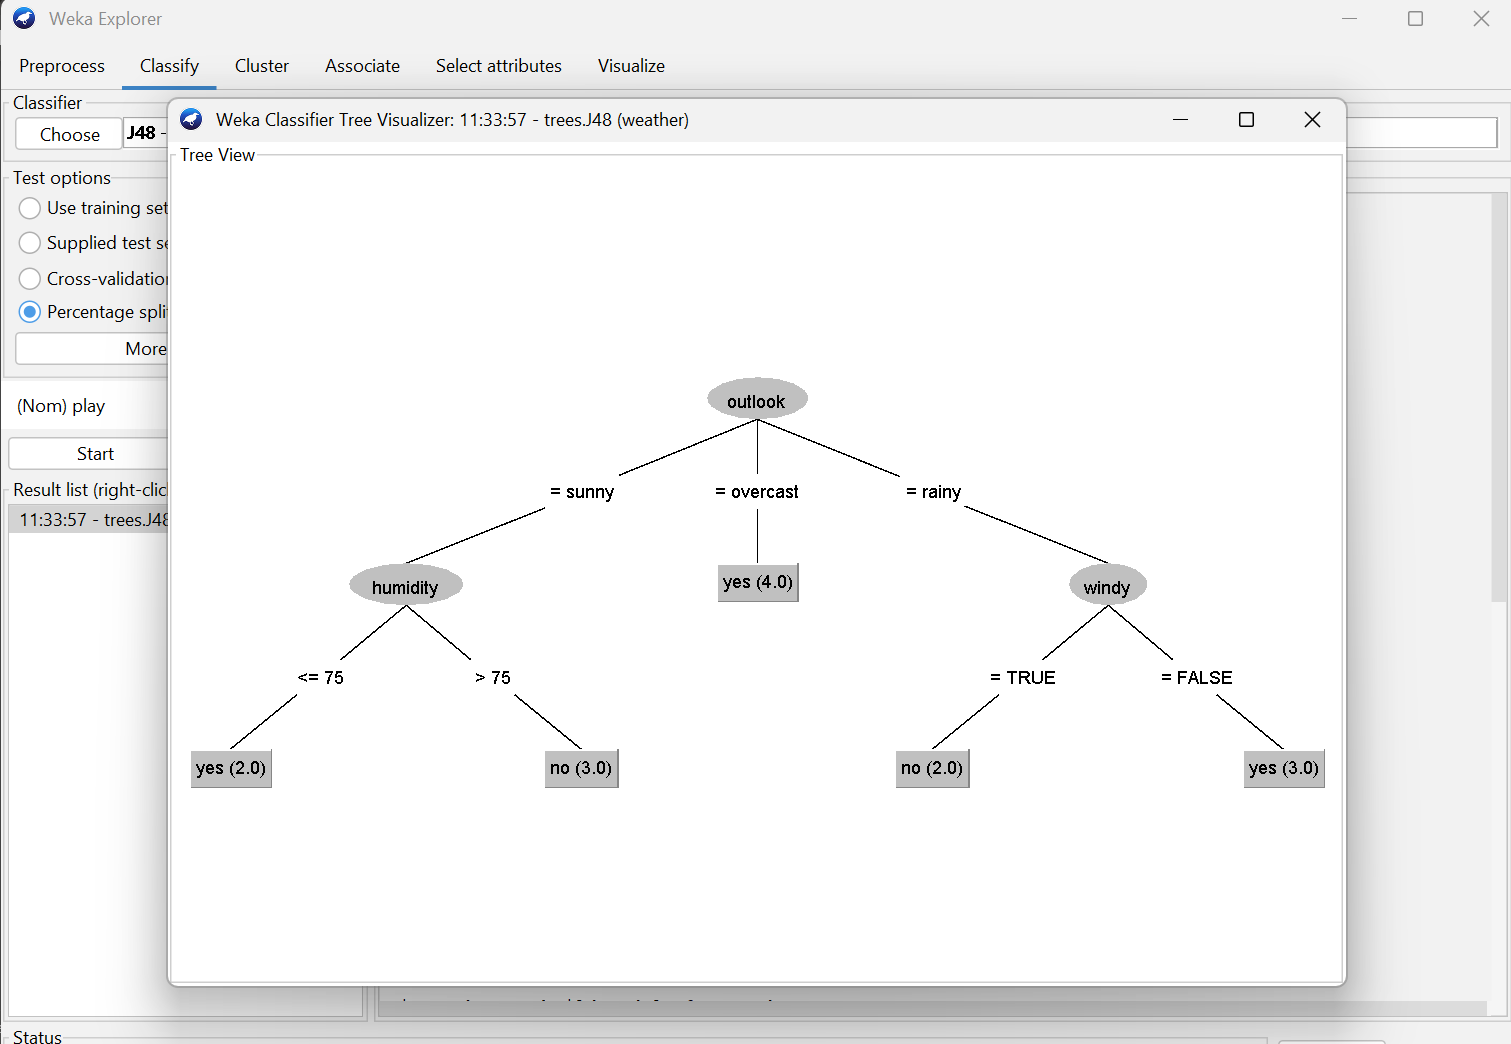 Weka Explorer
Preprocess Classify Cluster Associate Select attributes Visualize
Classifier
Choose J48 -
Weka Classifier Tree Visualizer: 11:33:57 - trees.J48 (weather)
Tree View
Test options
Use training set
Supplied test se
Cross-validation
Percentage spli
More
(Nom) play
Start
Result list (right-clic
11:33:57 - trees.J48
outlook
= sunny = overcast = rainy
humidity yes (4.0) windy
<= 75 > 75 = TRUE = FALSE
yes (2.0) no (3.0) no (2.0) yes (3.0)
Status